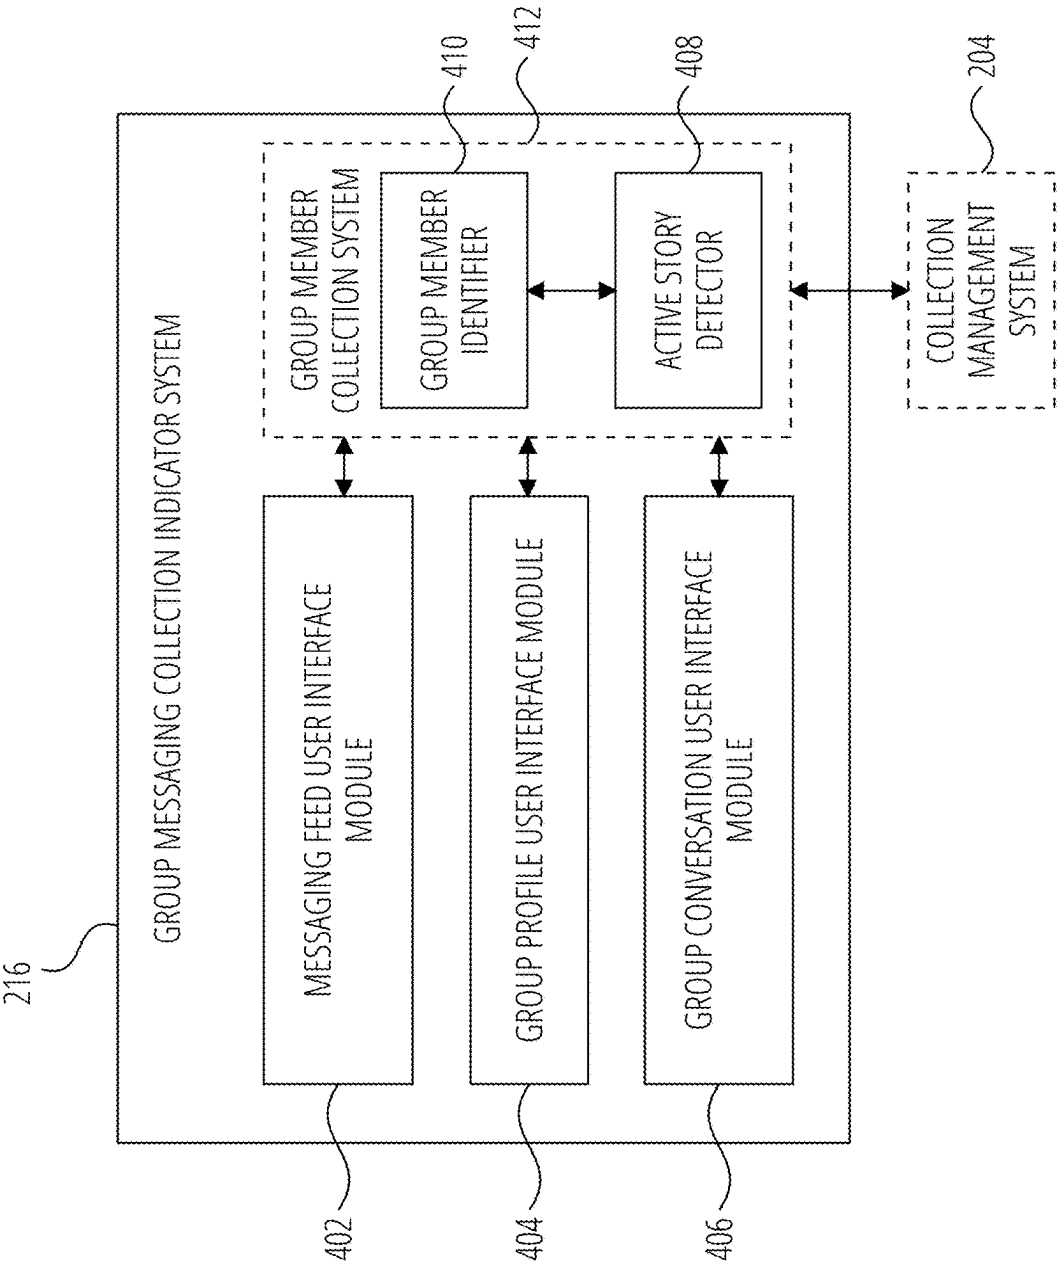 216
GROUP MESSAGING COLLECTION INDICATOR SYSTEM
402
MESSAGING FEED USER INTERFACE
MODULE
404
GROUP PROFILE USER INTERFACE MODULE
406
GROUP CONVERSATION USER INTERFACE
MODULE
GROUP MEMBER
COLLECTION SYSTEM
412
GROUP MEMBER
IDENTIFIER
410
ACTIVE STORY
DETECTOR
408
COLLECTION
MANAGEMENT
SYSTEM
204